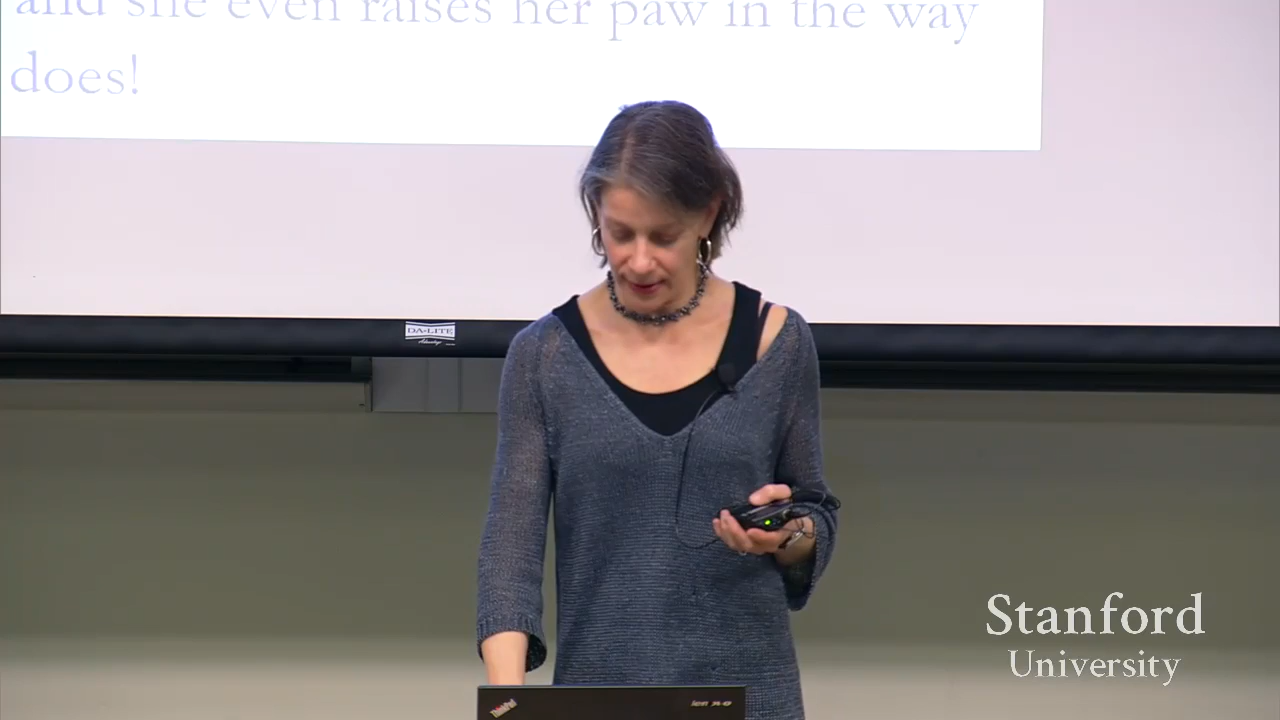 and she even raises her paw in the way
does!
DA-LITE
Stanford
University
ThinkPad